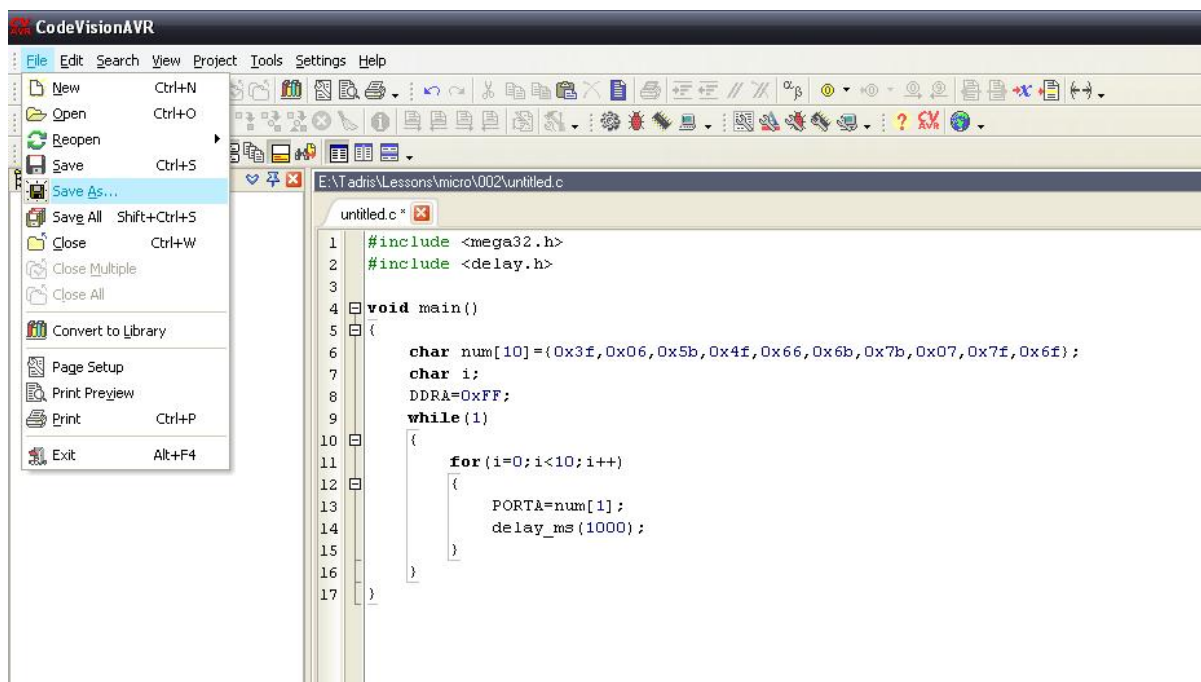 CodeVisionAVR
File Edit Search View Project Tools Settings Help
New Ctrl+N
Open Ctrl+O
Reopen
Save Ctrl+S
Save As...
Save All Shift+Ctrl+S
Close Ctrl+W
Close Multiple
Close All
Convert to Library
Page Setup
Print Preview
Print Ctrl+P
Exit Alt+F4
E:\Tadris\Lessons\micro\002\untitled.c
untitled.c *
1 #include <mega32.h>
2 #include <delay.h>
3
4 void main()
5 {
6 char num[10]={0x3f,0x06,0x5b,0x4f,0x66,0x6b,0x7b,0x07,0x7f,0x6f};
7 char i;
8 DDRA=0xFF;
9 while(1)
10 {
11 for(i=0;i<10;i++)
12 {
13 PORTA=num[1];
14 delay_ms(1000);
15 }
16 }
17 }